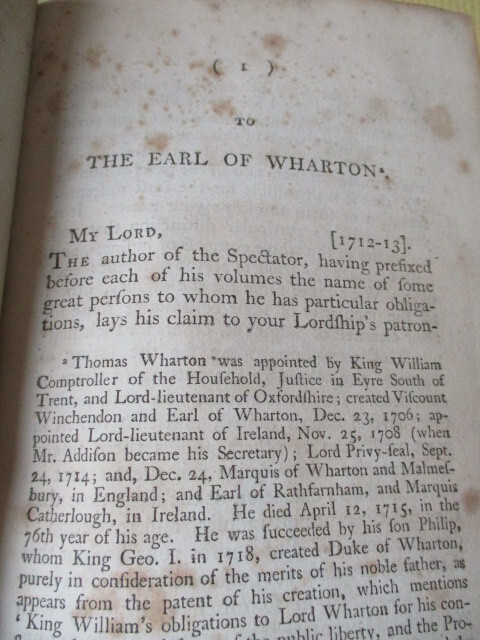 ( 1 )
TO
THE EARL OF WHARTONª.
My Lord, [1712-13].
The author of the Spectator, having prefixed
before each of his volumes the name of ſome
great perſons to whom he has particular obliga-
tions, lays his claim to your Lordſhip's patron-
ª Thomas Wharton was appointed by King William
Comptroller of the Houſehold, Juſtice in Eyre South of
Trent, and Lord-lieutenant of Oxfordſhire; created Viſcount
Winchendon and Earl of Wharton, Dec. 23, 1706; ap-
pointed Lord-lieutenant of Ireland, Nov. 25, 1708 (when
Mr. Addiſon became his Secretary); Lord Privy-ſeal, Sept.
24, 1714; and, Dec. 24, Marquis of Wharton and Malmeſ-
bury, in England; and Earl of Rathfarnham, and Marquis
Catherlough, in Ireland. He died April 12, 1715, in the
76th year of his age. He was ſucceeded by his ſon Philip,
whom King Geo. I. in 1718, created Duke of Wharton,
purely in conſideration of the merits of his noble father, as
appears from the patent of his creation, which mentions
' King William's obligations to Lord Wharton for his con-
public liberty, and the Pro-